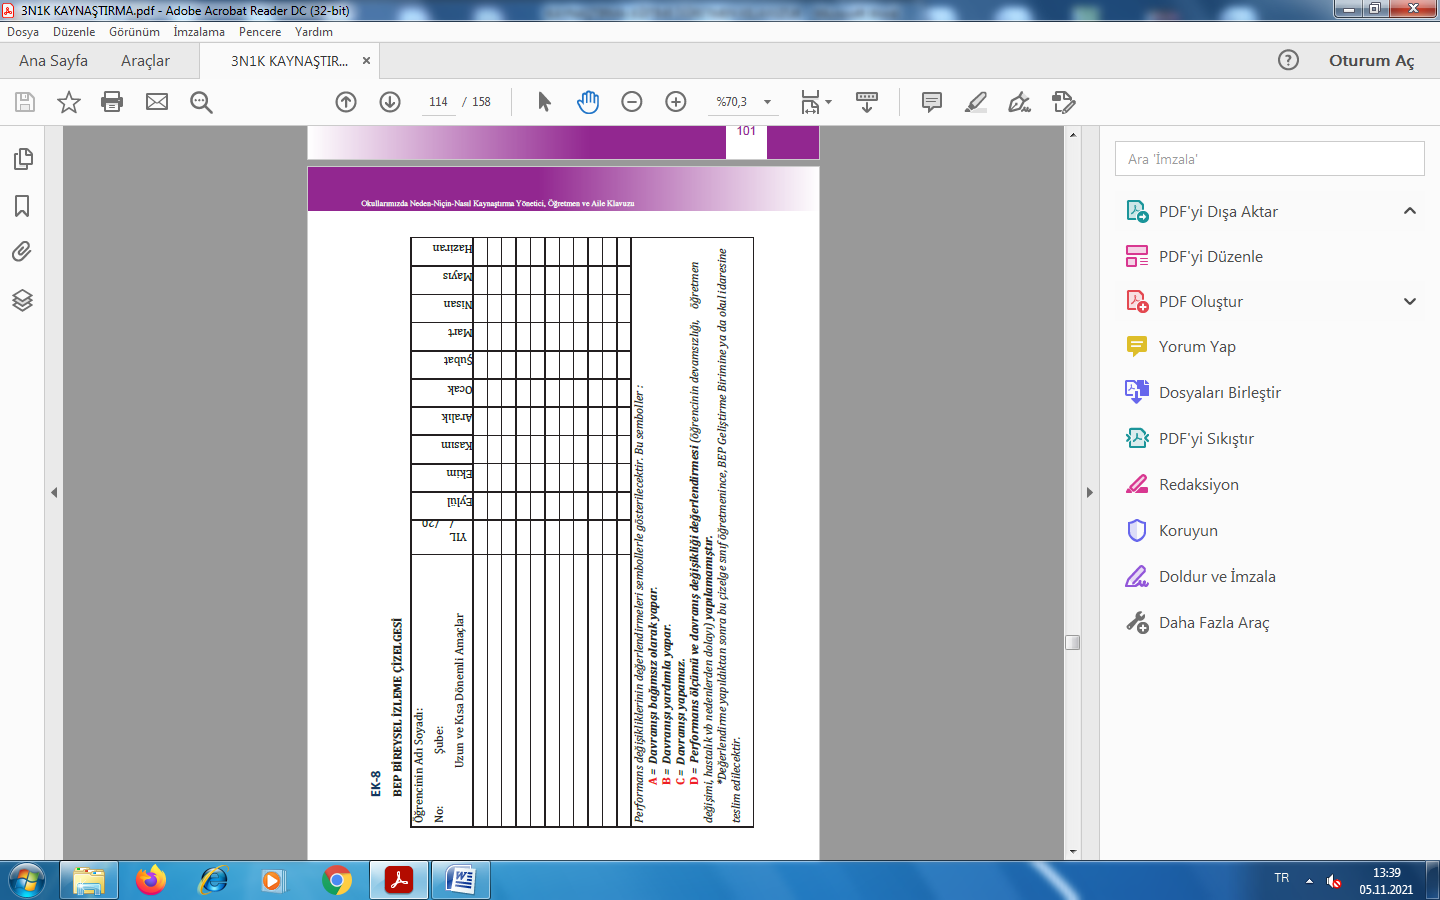 3N1K KAYNAŞTIRMA.pdf - Adobe Acrobat Reader DC (32-bit)
Dosya Düzenle Görünüm İmzalama Pencere Yardım
Ana Sayfa Araçlar 3N1K KAYNAŞTIR... × Oturum Aç
114 / 158 %70,3
101
Okullarımızda Neden-Niçin-Nasıl Kaynaştırma Yönetici, Öğretmen ve Aile Klavuzu
EK-8
BEP BİREYSEL İZLEME ÇİZELGESİ
Öğrencinin Adı Soyadı:
No: Şube:
Uzun ve Kısa Dönemli Amaçlar
YIL
/ /20
Eylül
Ekim
Kasım
Aralık
Ocak
Şubat
Mart
Nisan
Mayıs
Haziran
Performans değişikliklerinin değerlendirmeleri sembollerle gösterilecektir. Bu semboller :
A = Davranışı bağımsız olarak yapar.
B = Davranışı yardımla yapar.
C = Davranışı yapamaz.
D = Performans ölçümü ve davranış değişikliği değerlendirmesi (öğrencinin devamsızlığı, öğretmen
değişimi, hastalık vb nedenlerden dolayı) yapılamamıştır.
*Değerlendirme yapıldıktan sonra bu çizelge sınıf öğretmenince, BEP Geliştirme Birimine ya da okul idaresine
teslim edilecektir.
Ara 'İmzala'
PDF'yi Dışa Aktar
PDF'yi Düzenle
PDF Oluştur
Yorum Yap
Dosyaları Birleştir
PDF'yi Sıkıştır
Redaksiyon
Koruyun
Doldur ve İmzala
Daha Fazla Araç
TR
13:39
05.11.2021